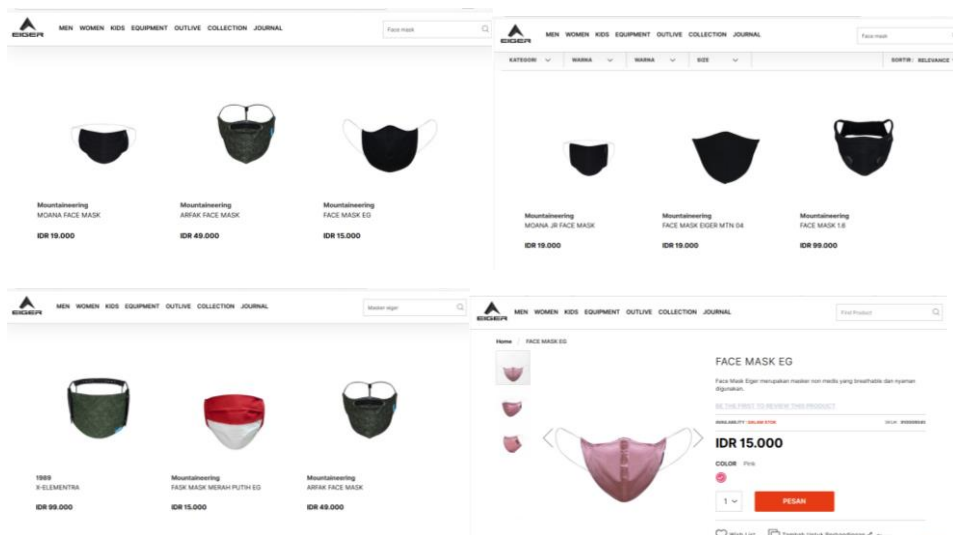 EIGER MEN WOMEN KIDS EQUIPMENT OUTLIVE COLLECTION JOURNAL Face mask
Mountaineering Mountaineering Mountaineering
MOANA FACE MASK ARFAK FACE MASK FACE MASK EG
IDR 19.000 IDR 49.000 IDR 15.000
EIGER MEN WOMEN KIDS EQUIPMENT OUTLIVE COLLECTION JOURNAL Face mask
KATEGORI WARNA WARNA SIZE SORTIR: RELEVANCE
Mountaineering Mountaineering Mountaineering
MOANA JR FACE MASK FACE MASK EIGER MTN 04 FACE MASK 1.8
IDR 19.000 IDR 19.000 IDR 99.000
EIGER MEN WOMEN KIDS EQUIPMENT OUTLIVE COLLECTION JOURNAL Masker eiger
1989 Mountaineering Mountaineering
X-ELEMENTRA FASK MASK MERAH PUTIH EG ARFAK FACE MASK
IDR 99.000 IDR 15.000 IDR 49.000
EIGER MEN WOMEN KIDS EQUIPMENT OUTLIVE COLLECTION JOURNAL Find Product
Home FACE MASK EG
FACE MASK EG
Face Mask Eiger merupakan masker non medis yang breathable dan nyaman
digunakan.
BE THE FIRST TO REVIEW THIS PRODUCT
AVAILABILITY: DALAM STOK
IDR 15.000
COLOR Pink
1 PESAN
Wish List Tambah Untuk Perbandingan